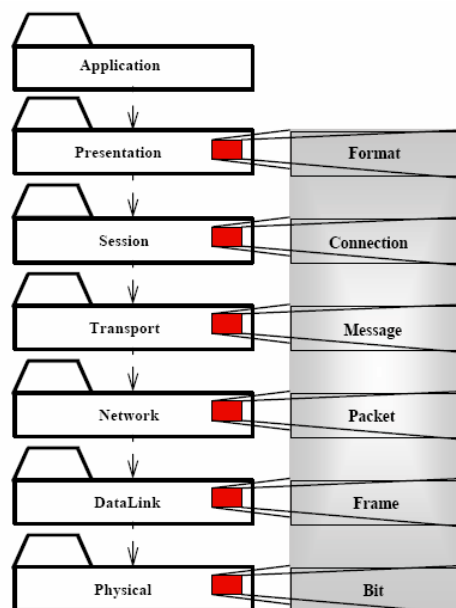 Application
Presentation
Format
Session
Connection
Transport
Message
Network
Packet
DataLink
Frame
Physical
Bit